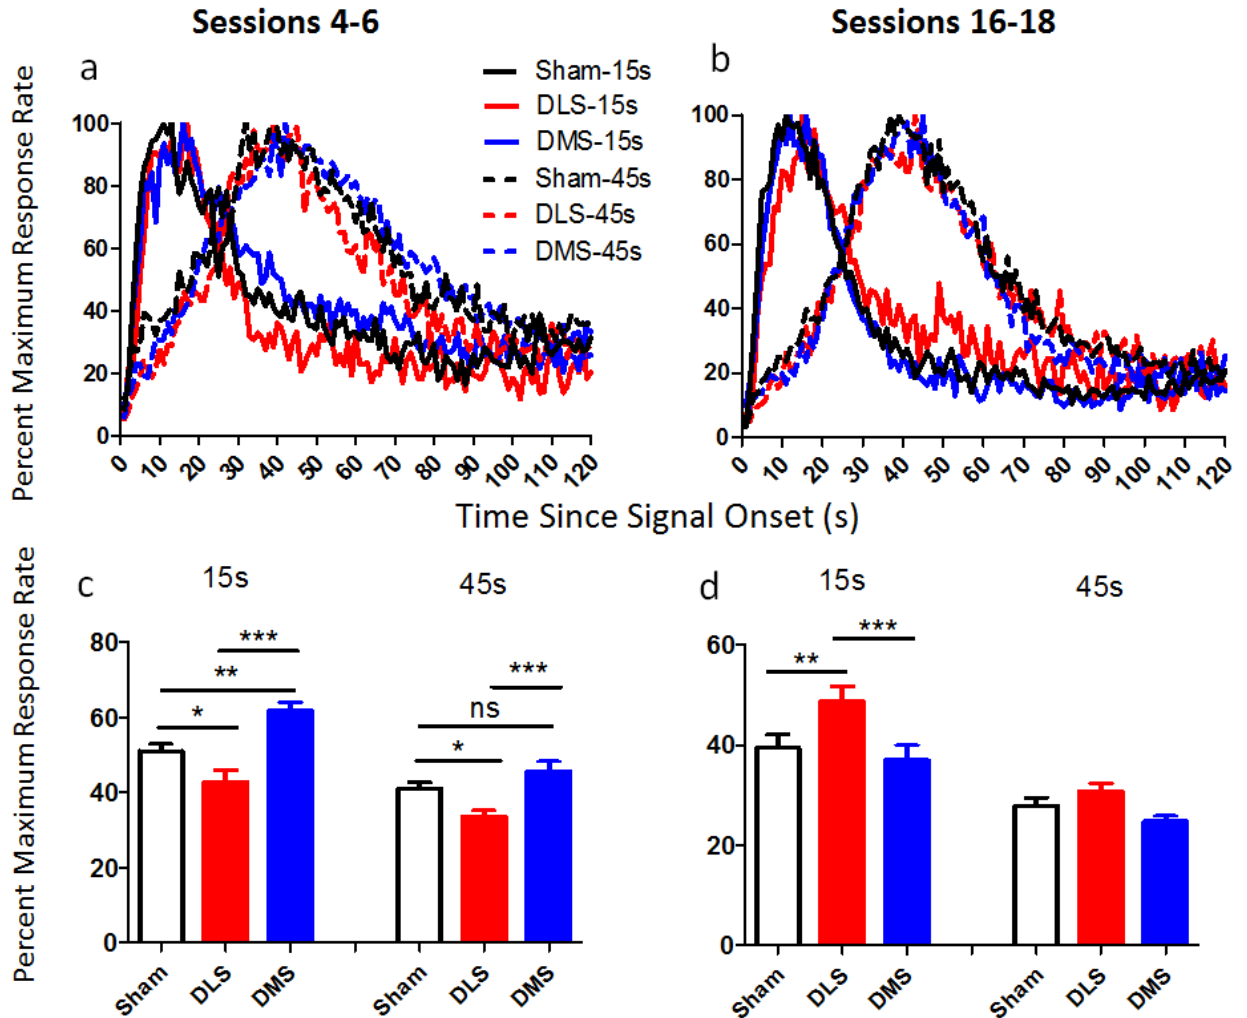 Sessions 4-6
Sessions 16-18
a
b
Sham-15s
DLS-15s
DMS-15s
Sham-45s
DLS-45s
DMS-45s
Percent Maximum Response Rate
100
80
60
40
20
0
0 10 20 30 40 50 60 70 80 90 100 110 120
100
80
60
40
20
0
0 10 20 30 40 50 60 70 80 90 100 110 120
Time Since Signal Onset (s)
Percent Maximum Response Rate
c
15s
45s
80
60
40
20
0
***
**
*
***
ns
*
Sham DLS DMS Sham DLS DMS
d
15s
45s
60
40
20
0
***
**
Sham DLS DMS Sham DLS DMS